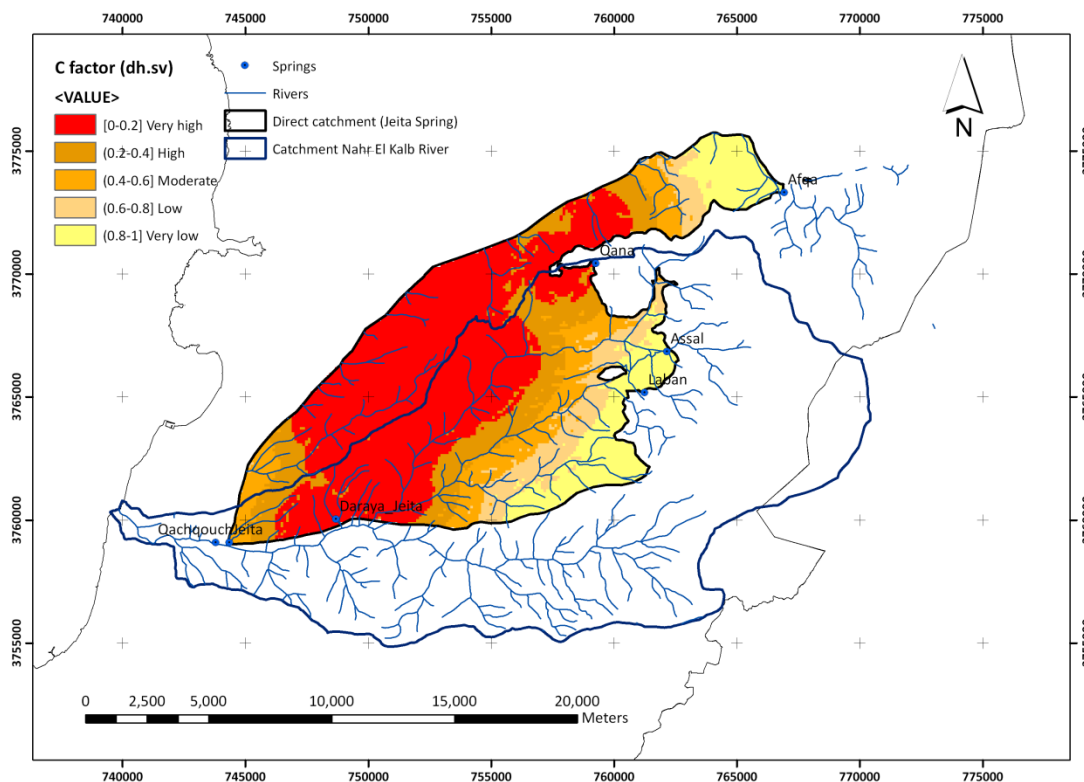 740000 745000 750000 755000 760000 765000 770000 775000
C factor (dh.sv)
<VALUE>
[0-0.2] Very high
(0.2-0.4] High
(0.4-0.6] Moderate
(0.6-0.8] Low
(0.8-1] Very low
Springs
Rivers
Direct catchment (Jeita Spring)
Catchment Nahr El Kalb River
N
3775000
3770000
3765000
3760000
3755000
Afqa
Qana
Assal
Laban
Daraya_Jeita
Qachqouch Jeita
0 2,500 5,000 10,000 15,000 20,000
Meters
740000 745000 750000 755000 760000 765000 770000 775000